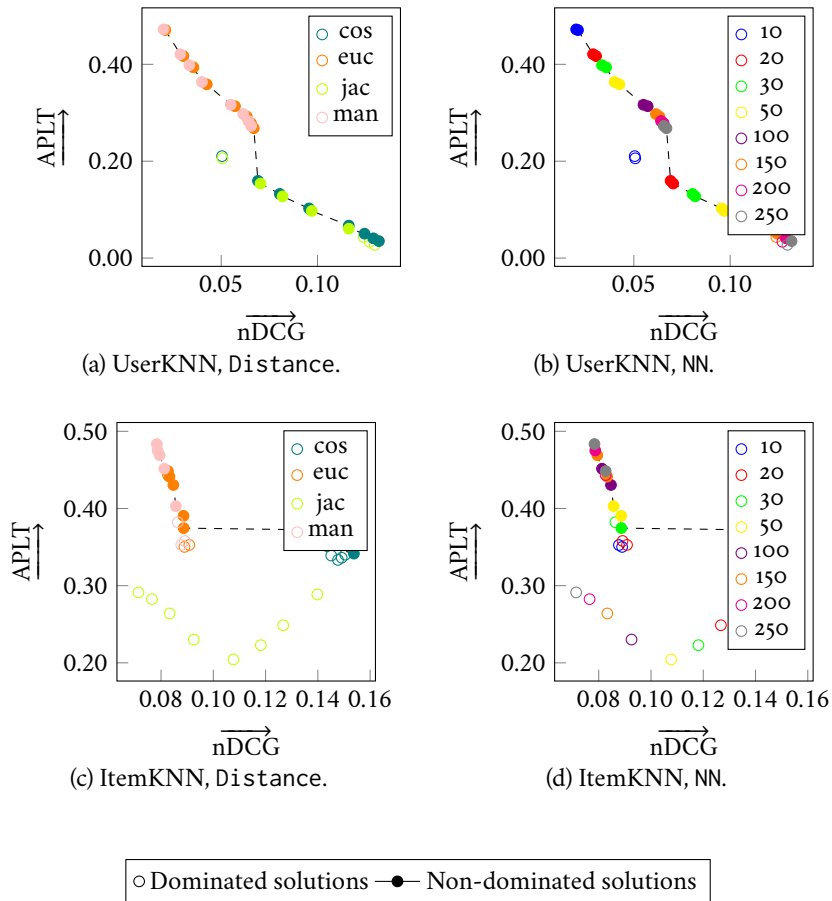 0.40
0.20
0.00
0.05
0.10
APLT
nDCG
cos
euc
jac
man
(a) UserKNN, Distance.
0.40
0.20
0.00
0.05
0.10
APLT
nDCG
10
20
30
50
100
150
200
250
(b) UserKNN, NN.
0.50
0.40
0.30
0.20
0.08
0.10
0.12
0.14
0.16
APLT
nDCG
cos
euc
jac
man
(c) ItemKNN, Distance.
0.50
0.40
0.30
0.20
0.08
0.10
0.12
0.14
0.16
APLT
nDCG
10
20
30
50
100
150
200
250
(d) ItemKNN, NN.
Dominated solutions Non-dominated solutions